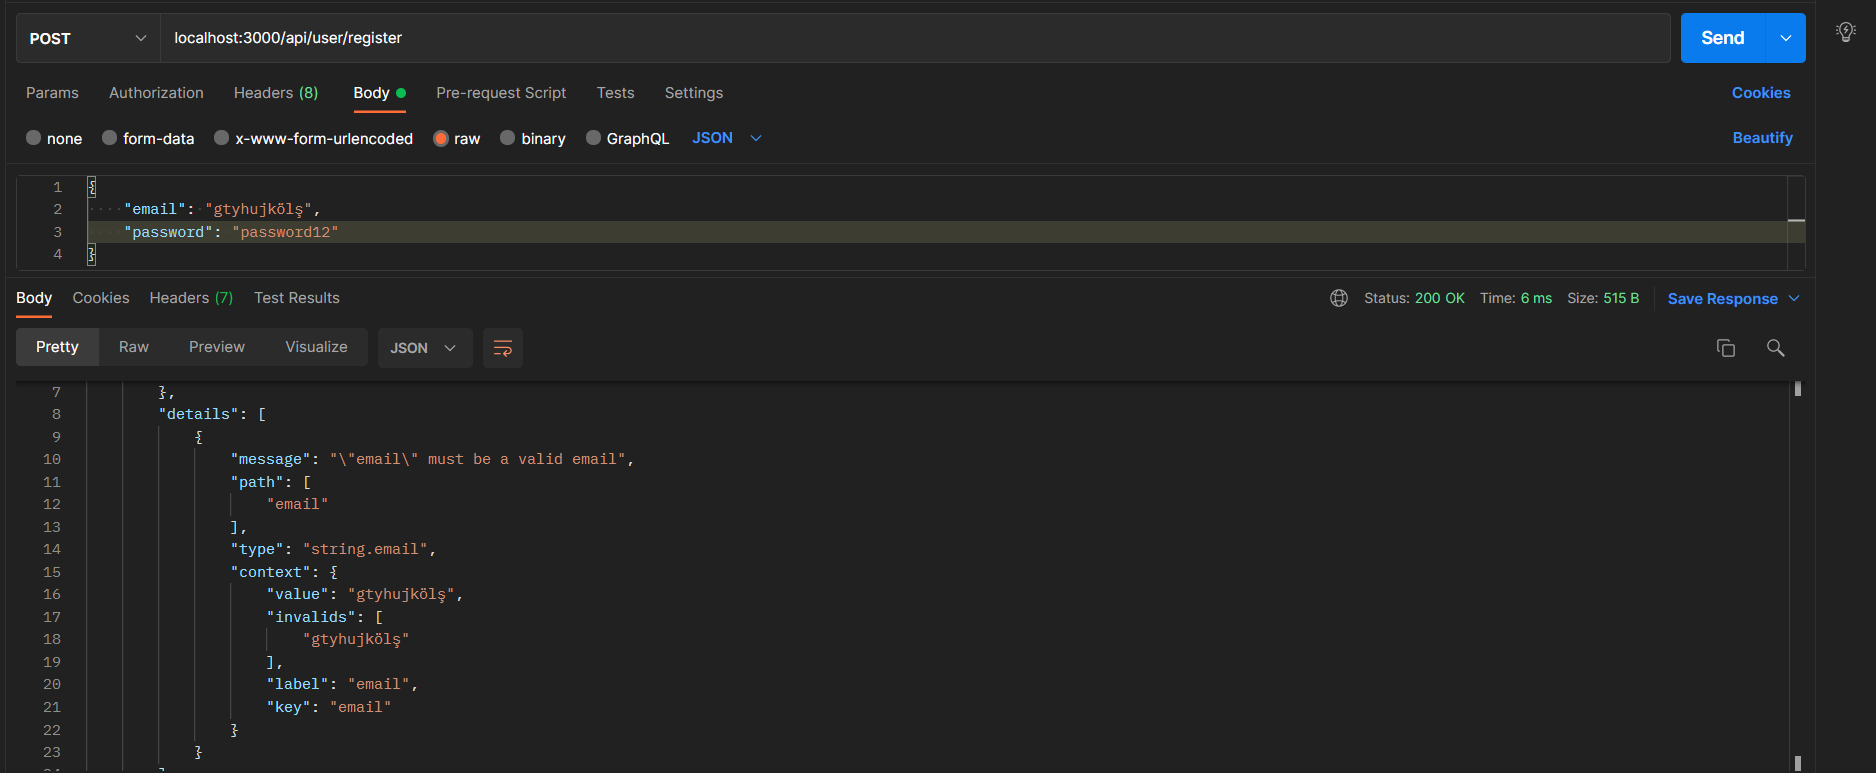 POST localhost:3000/api/user/register Send
Params Authorization Headers (8) Body Pre-request Script Tests Settings Cookies
none form-data x-www-form-urlencoded raw binary GraphQL JSON Beautify
1 {
2 "email": "gtyhujkölş",
3 "password": "password12"
4 }
Body Cookies Headers (7) Test Results Status: 200 OK Time: 6 ms Size: 515 B Save Response
Pretty Raw Preview Visualize JSON
7 },
8 "details": [
9 {
10 "message": "\"email\" must be a valid email",
11 "path": [
12 "email"
13 ],
14 "type": "string.email",
15 "context": {
16 "value": "gtyhujkölş",
17 "invalids": [
18 "gtyhujkölş"
19 ],
20 "label": "email",
21 "key": "email"
22 }
23 }